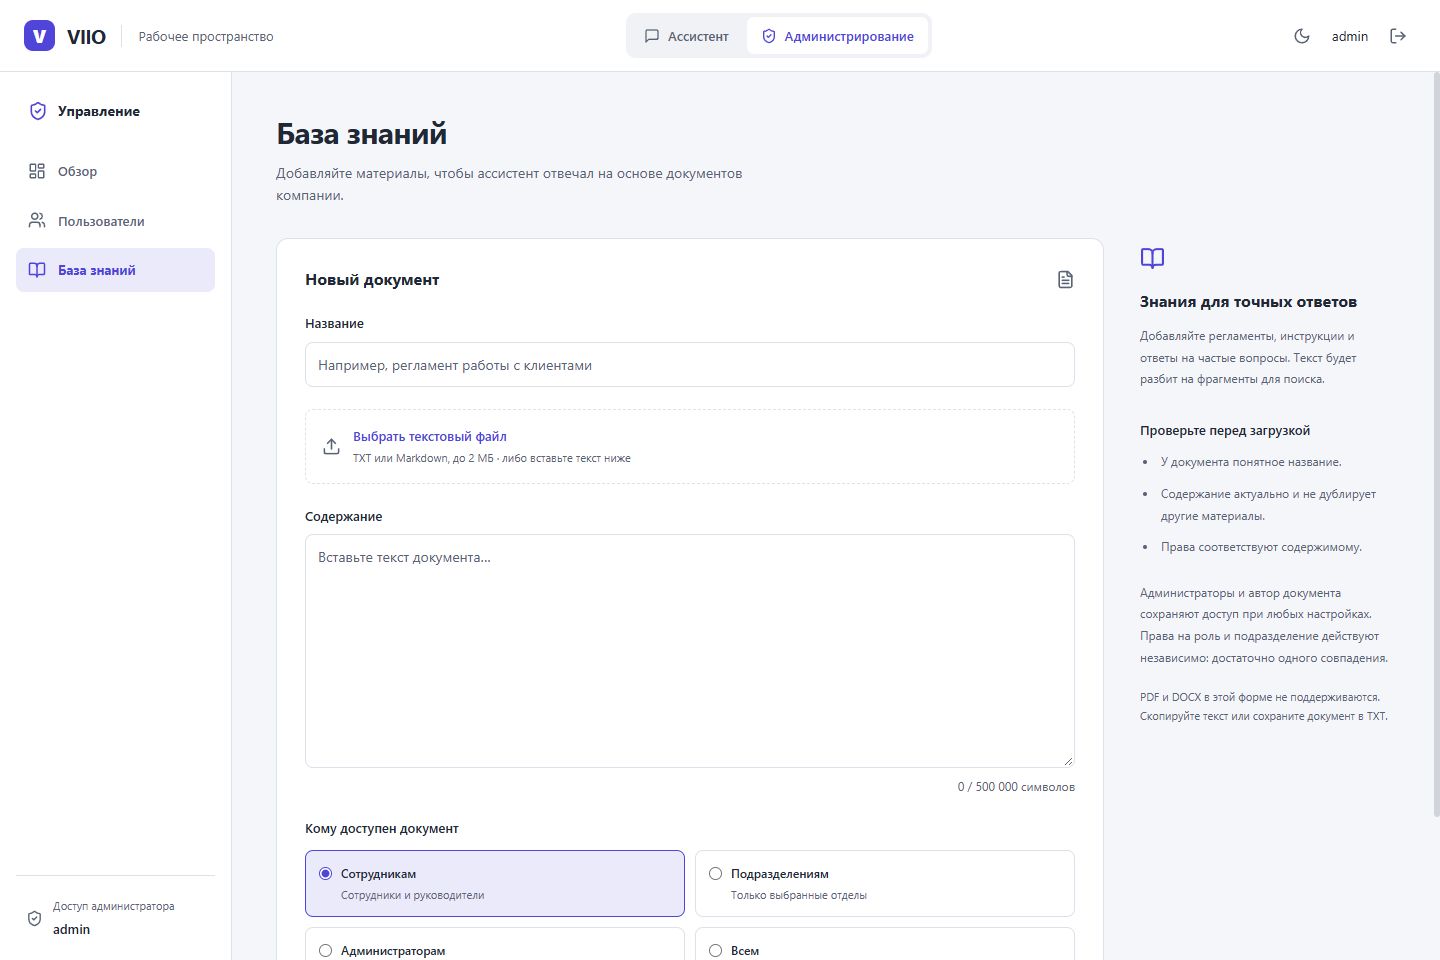 V VIIO
Рабочее пространство
Ассистент
Администрирование
admin
Управление
Обзор
Пользователи
База знаний
Доступ администратора
admin
База знаний
Добавляйте материалы, чтобы ассистент отвечал на основе документов
компании.
Новый документ
Название
Например, регламент работы с клиентами
Выбрать текстовый файл
TXT или Markdown, до 2 МБ · либо вставьте текст ниже
Содержание
Вставьте текст документа...
0 / 500 000 символов
Кому доступен документ
Сотрудникам
Сотрудники и руководители
Подразделениям
Только выбранные отделы
Администраторам
Всем
Знания для точных ответов
Добавляйте регламенты, инструкции и
ответы на частые вопросы. Текст будет
разбит на фрагменты для поиска.
Проверьте перед загрузкой
• У документа понятное название.
• Содержание актуально и не дублирует
другие материалы.
• Права соответствуют содержимому.
Администраторы и автор документа
сохраняют доступ при любых настройках.
Права на роль и подразделение действуют
независимо: достаточно одного совпадения.
PDF и DOCX в этой форме не поддерживаются.
Скопируйте текст или сохраните документ в TXT.